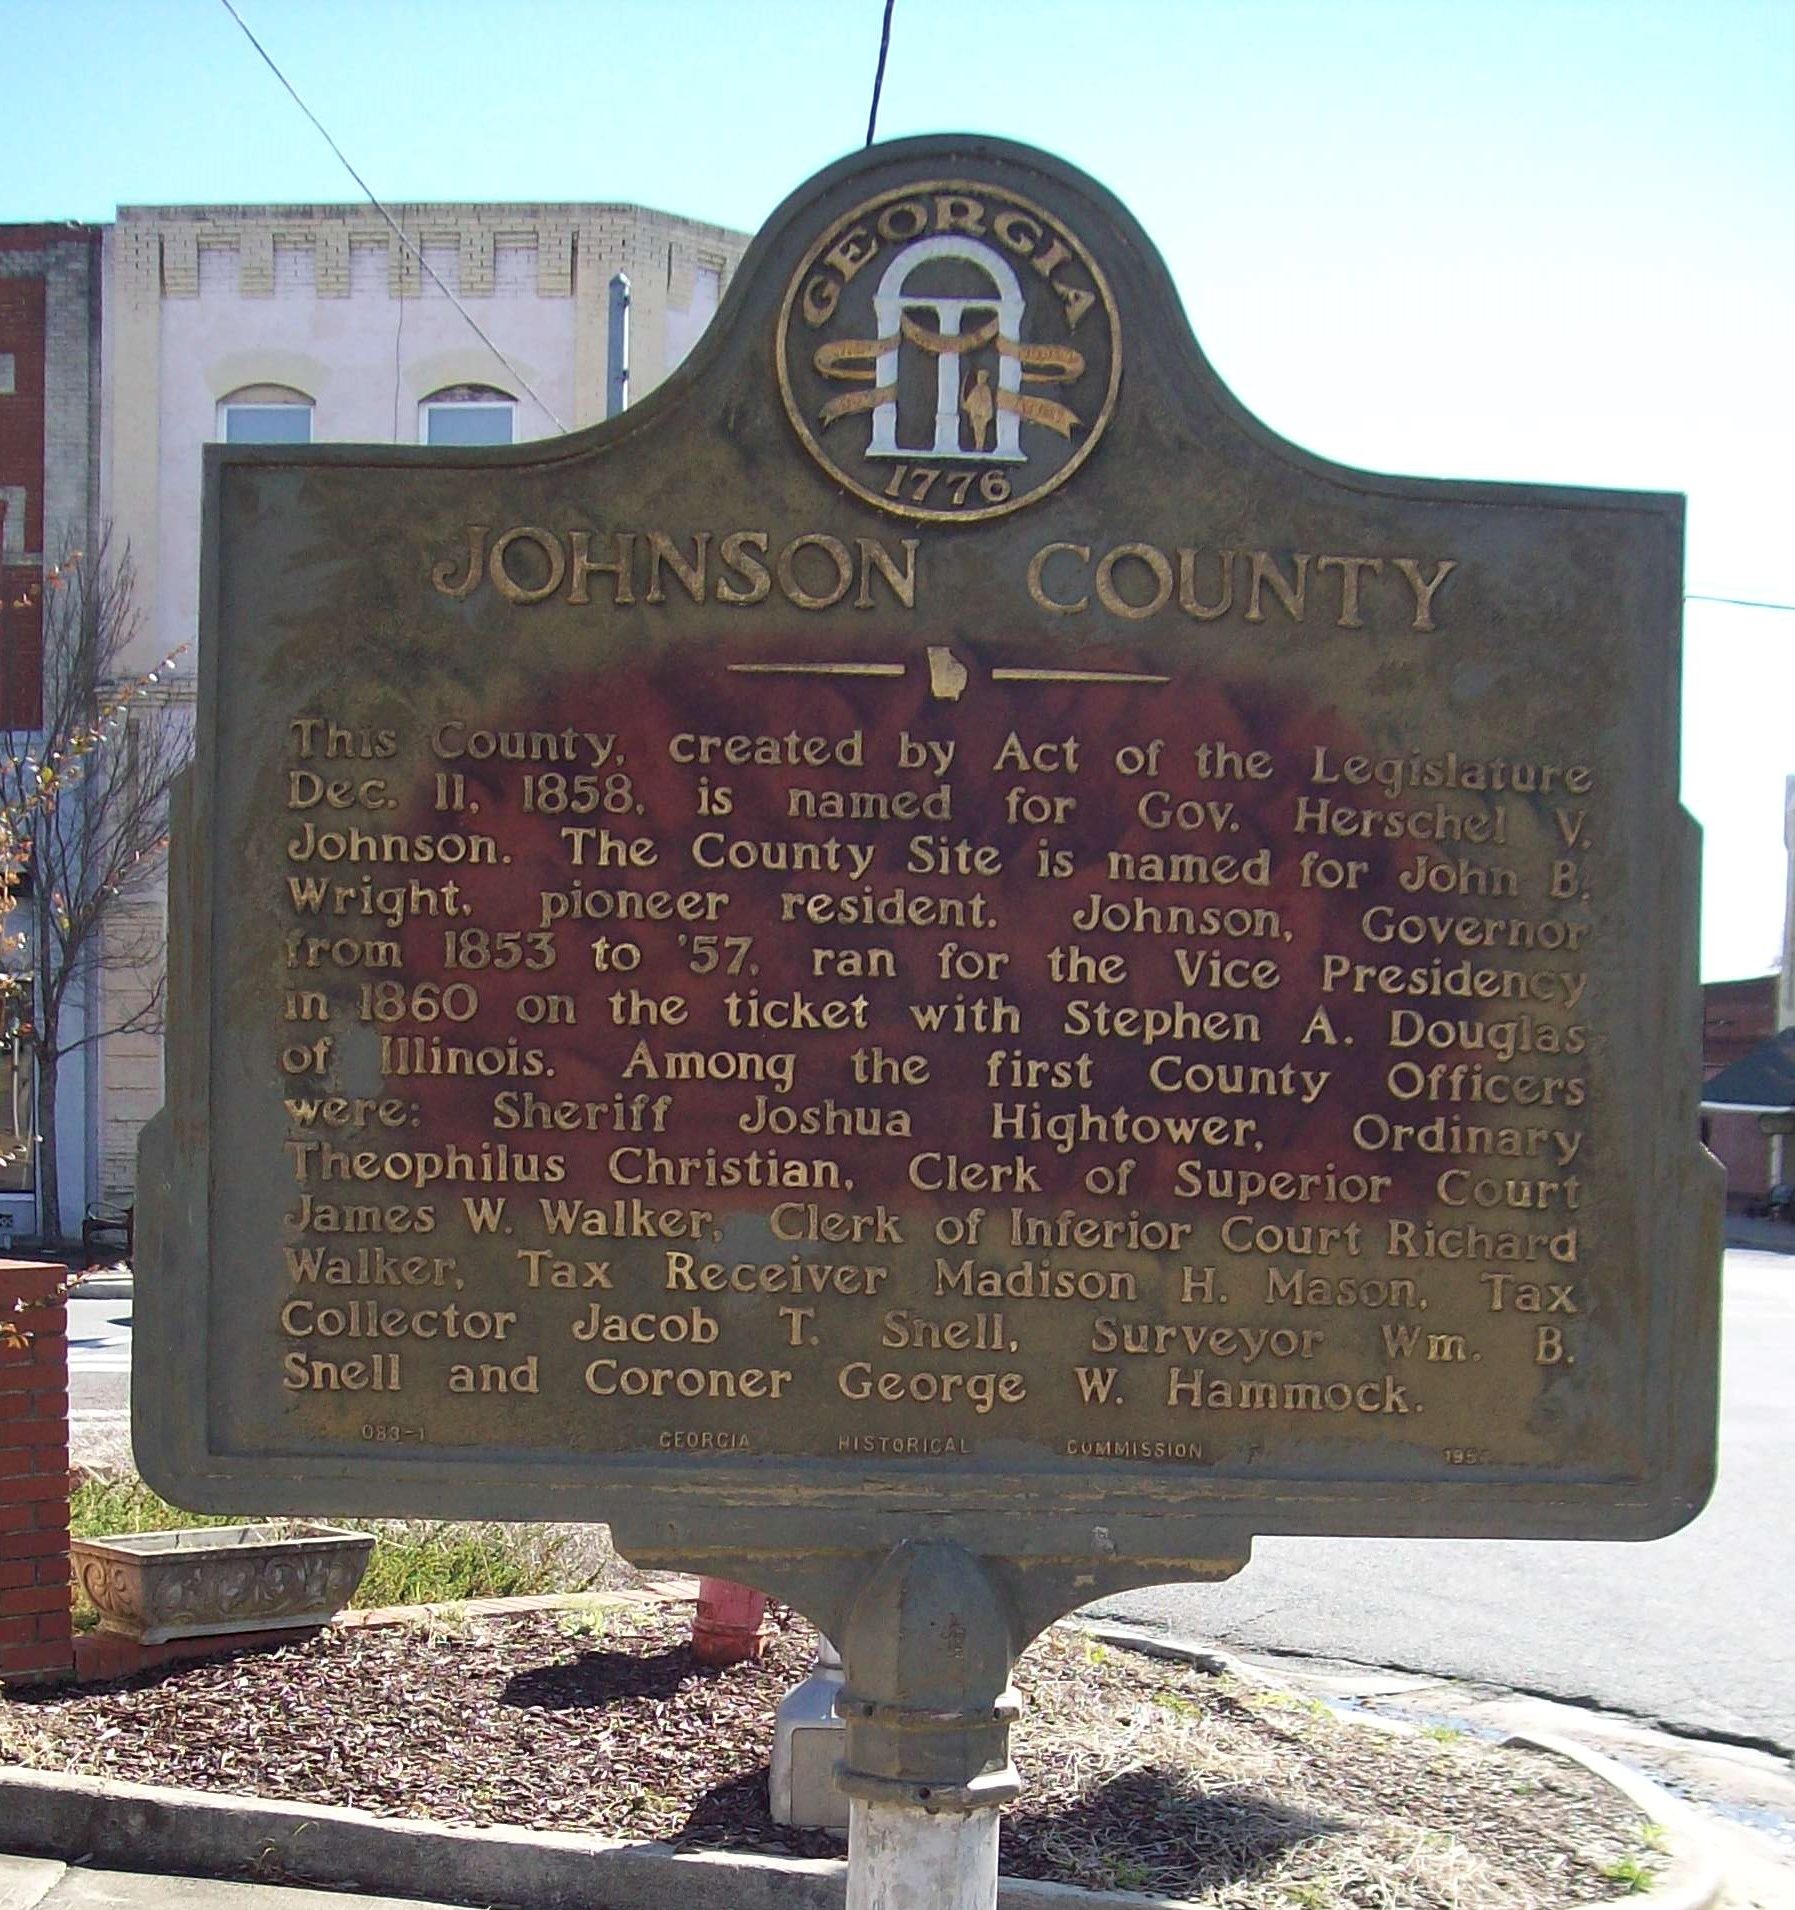 GEORGIA
1776
JOHNSON COUNTY
This County, created by Act of the Legislature
Dec. 11, 1858, is named for Gov. Herschel V.
Johnson. The County Site is named for John B.
Wright, pioneer resident. Johnson, Governor
from 1853 to '57, ran for the Vice Presidency
in 1860 on the ticket with Stephen A. Douglas
of Illinois. Among the first County Officers
were: Sheriff Joshua Hightower, Ordinary
Theophilus Christian, Clerk of Superior Court
James W. Walker, Clerk of Inferior Court Richard
Walker, Tax Receiver Madison H. Mason, Tax
Collector Jacob T. Snell, Surveyor Wm. B.
Snell and Coroner George W. Hammock.
083-1 GEORGIA HISTORICAL COMMISSION